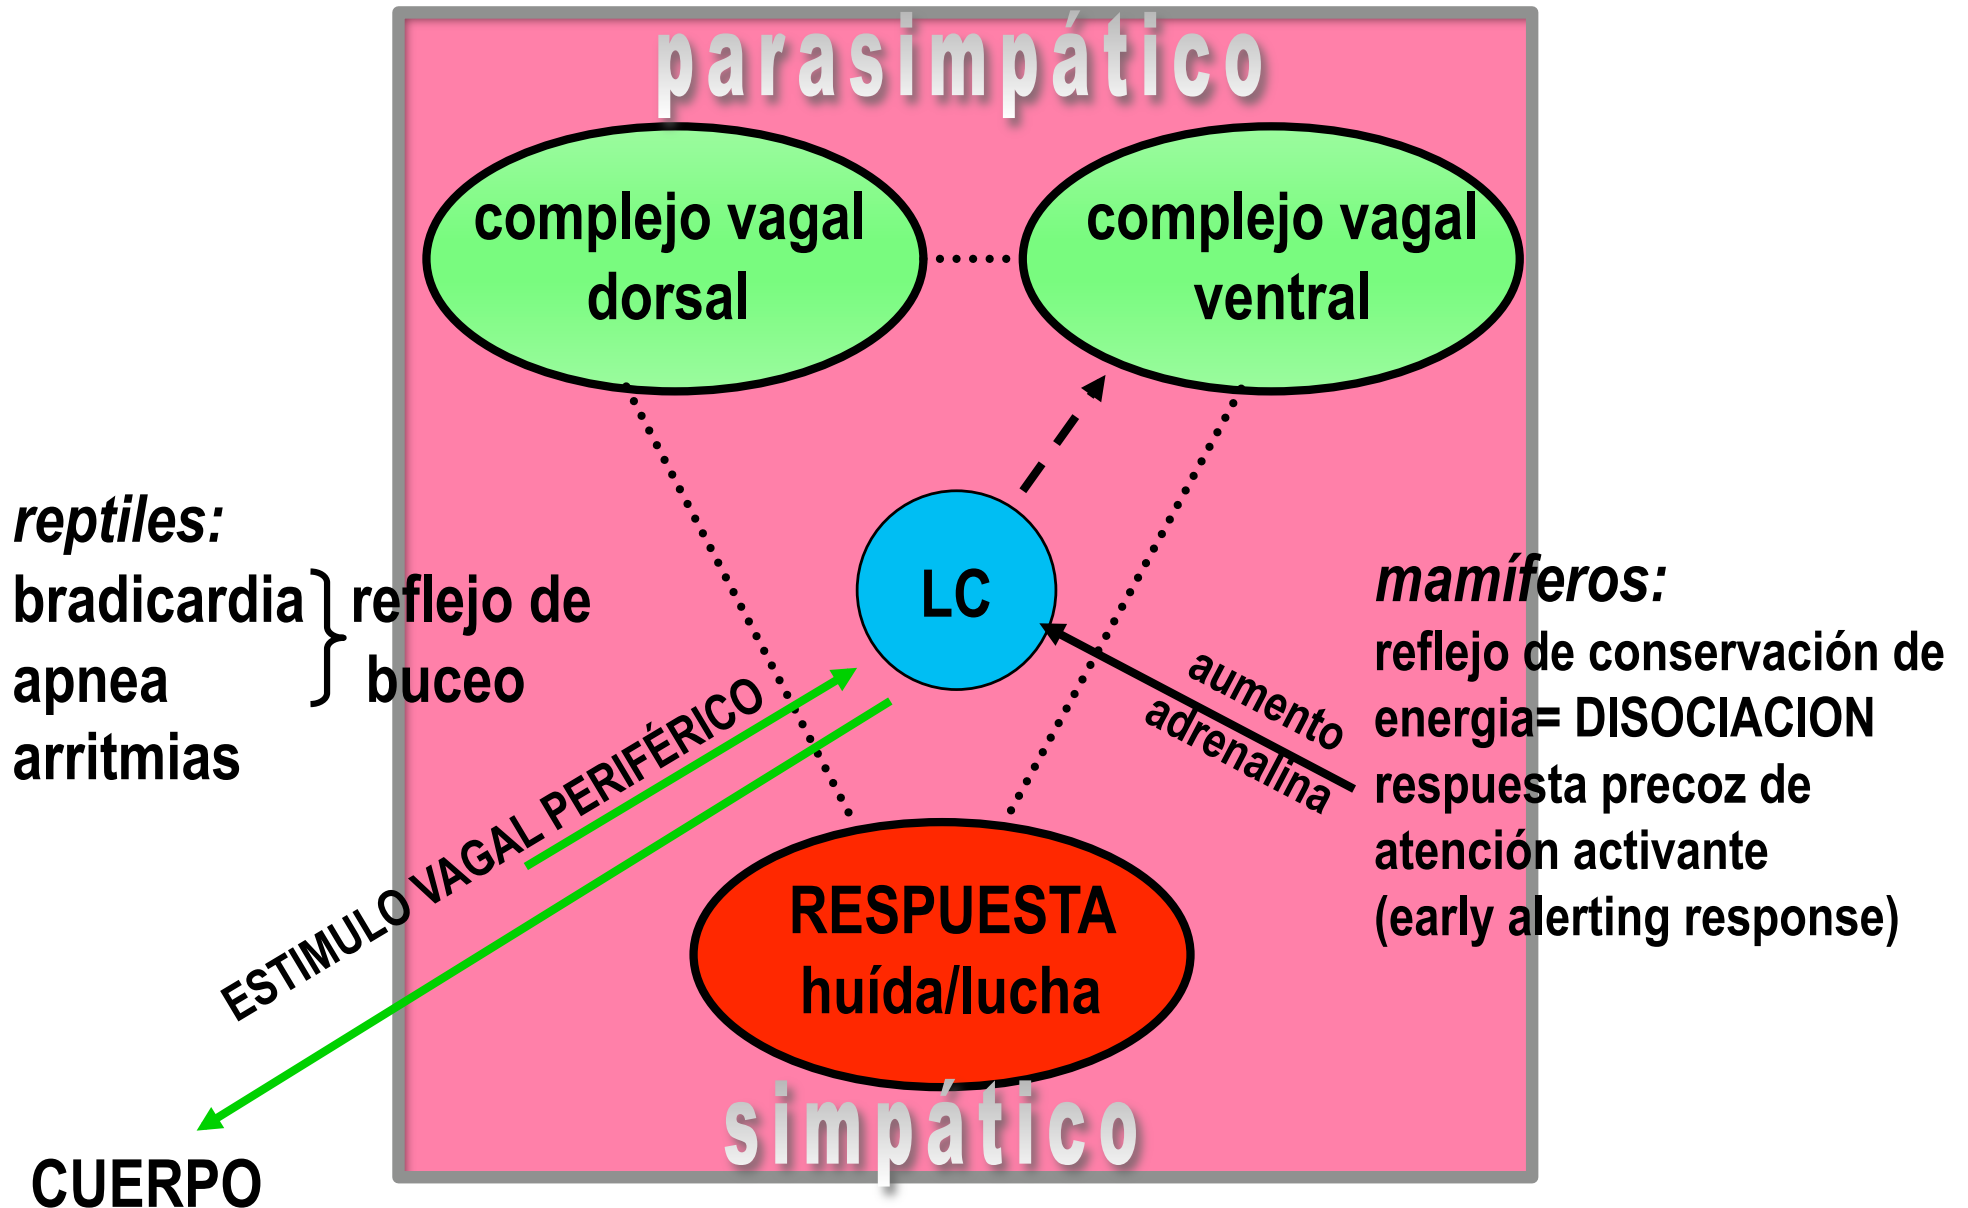 parasimpático
complejo vagal
dorsal
complejo vagal
ventral
reptiles:
bradicardia
apnea
arritmias
reflejo de
buceo
LC
mamíferos:
reflejo de conservación de
energia= DISOCIACION
respuesta precoz de
atención activante
(early alerting response)
aumento
adrenalina
ESTIMULO VAGAL PERIFÉRICO
RESPUESTA
huída/lucha
simpático
CUERPO